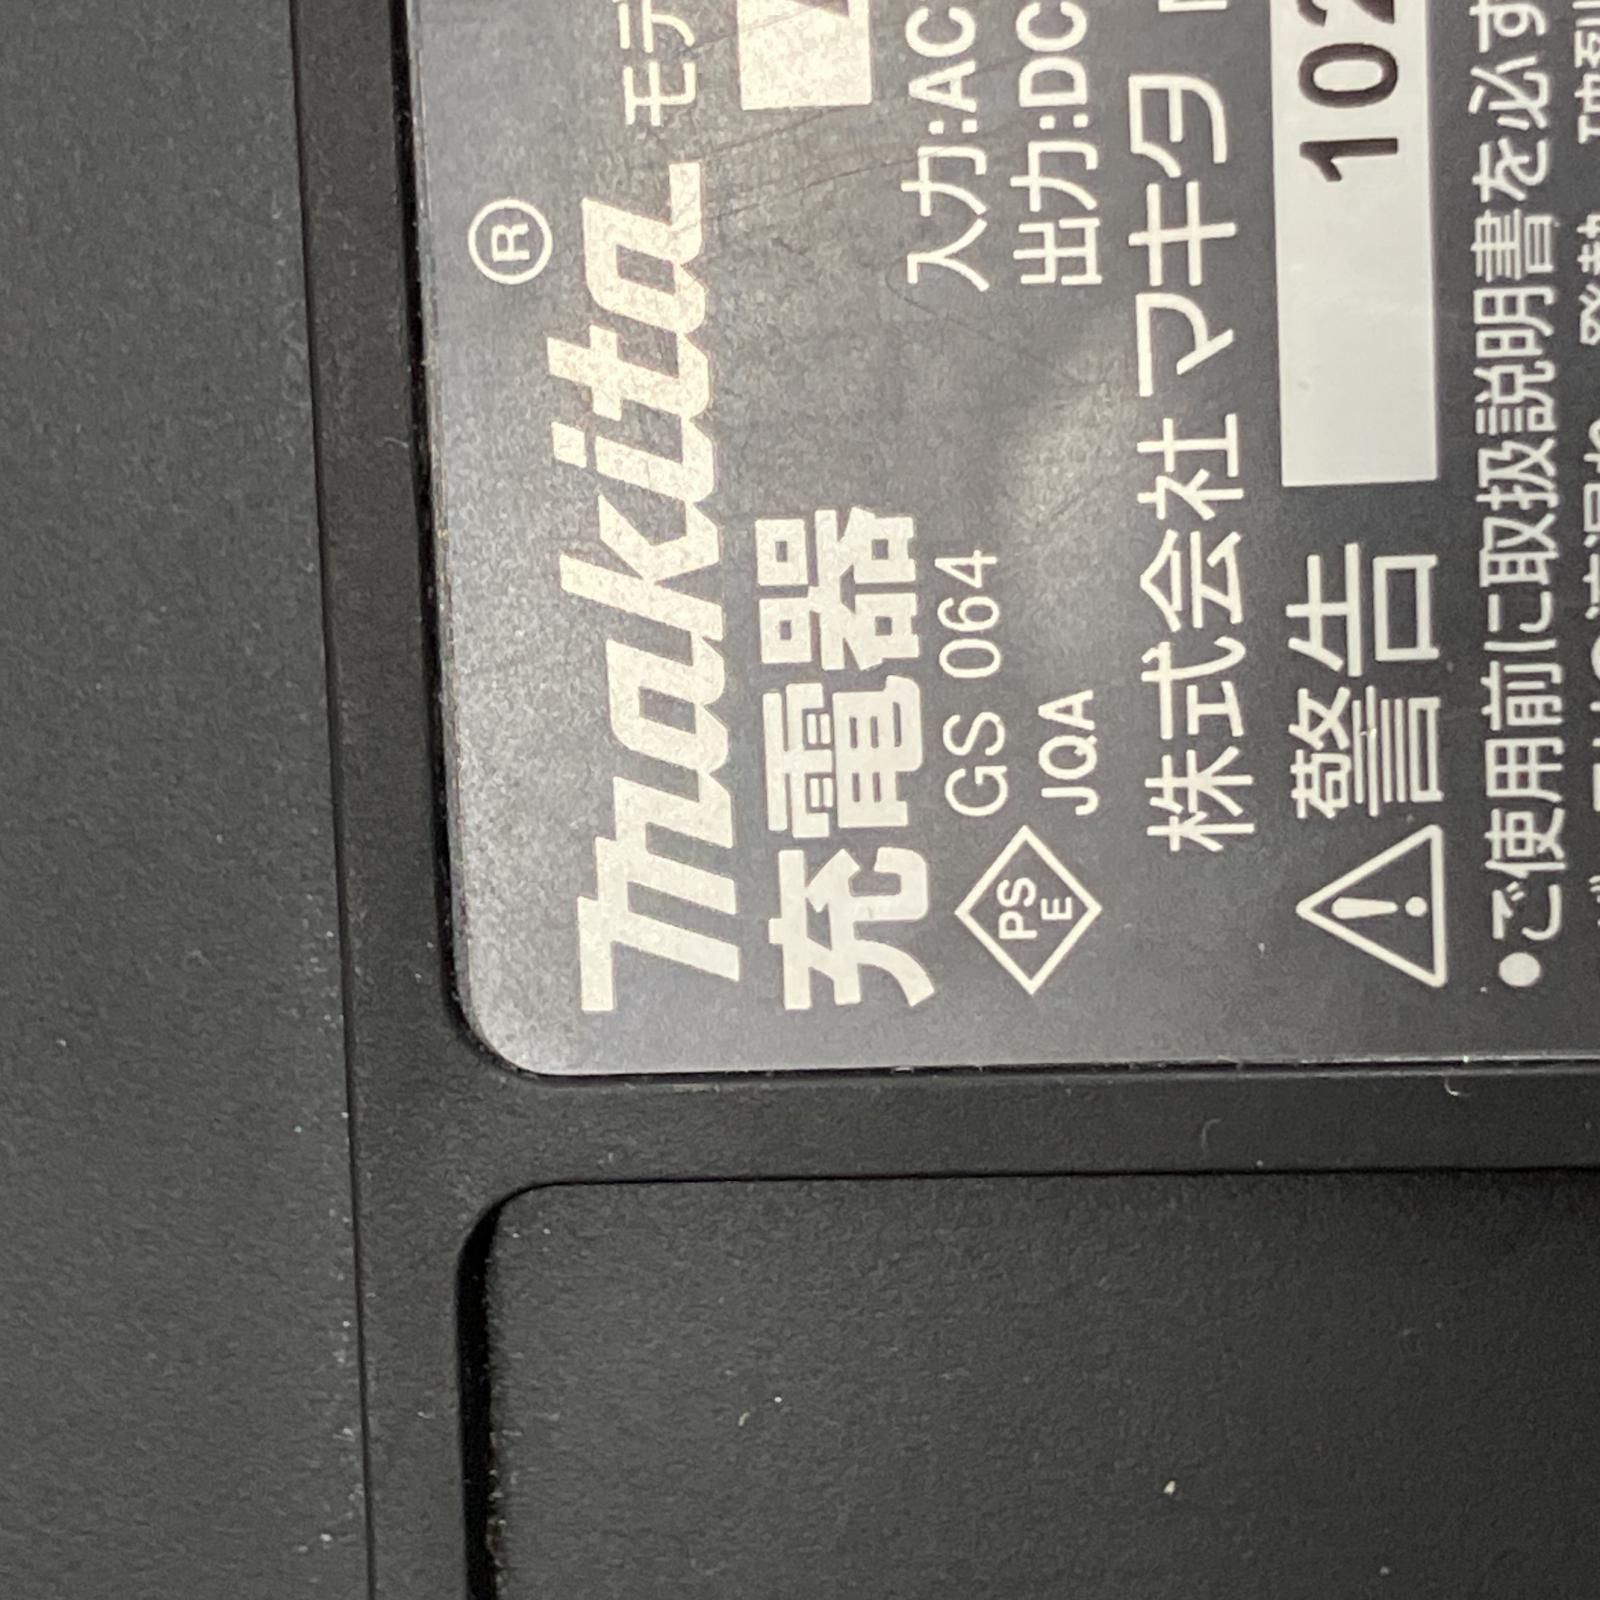 makita®
モデ
充電器
GS 064
入力:AC
出力:DC
PSE
JQA
株式会社 マキタ
102
警告
•ご使用前に取扱説明書を必ず